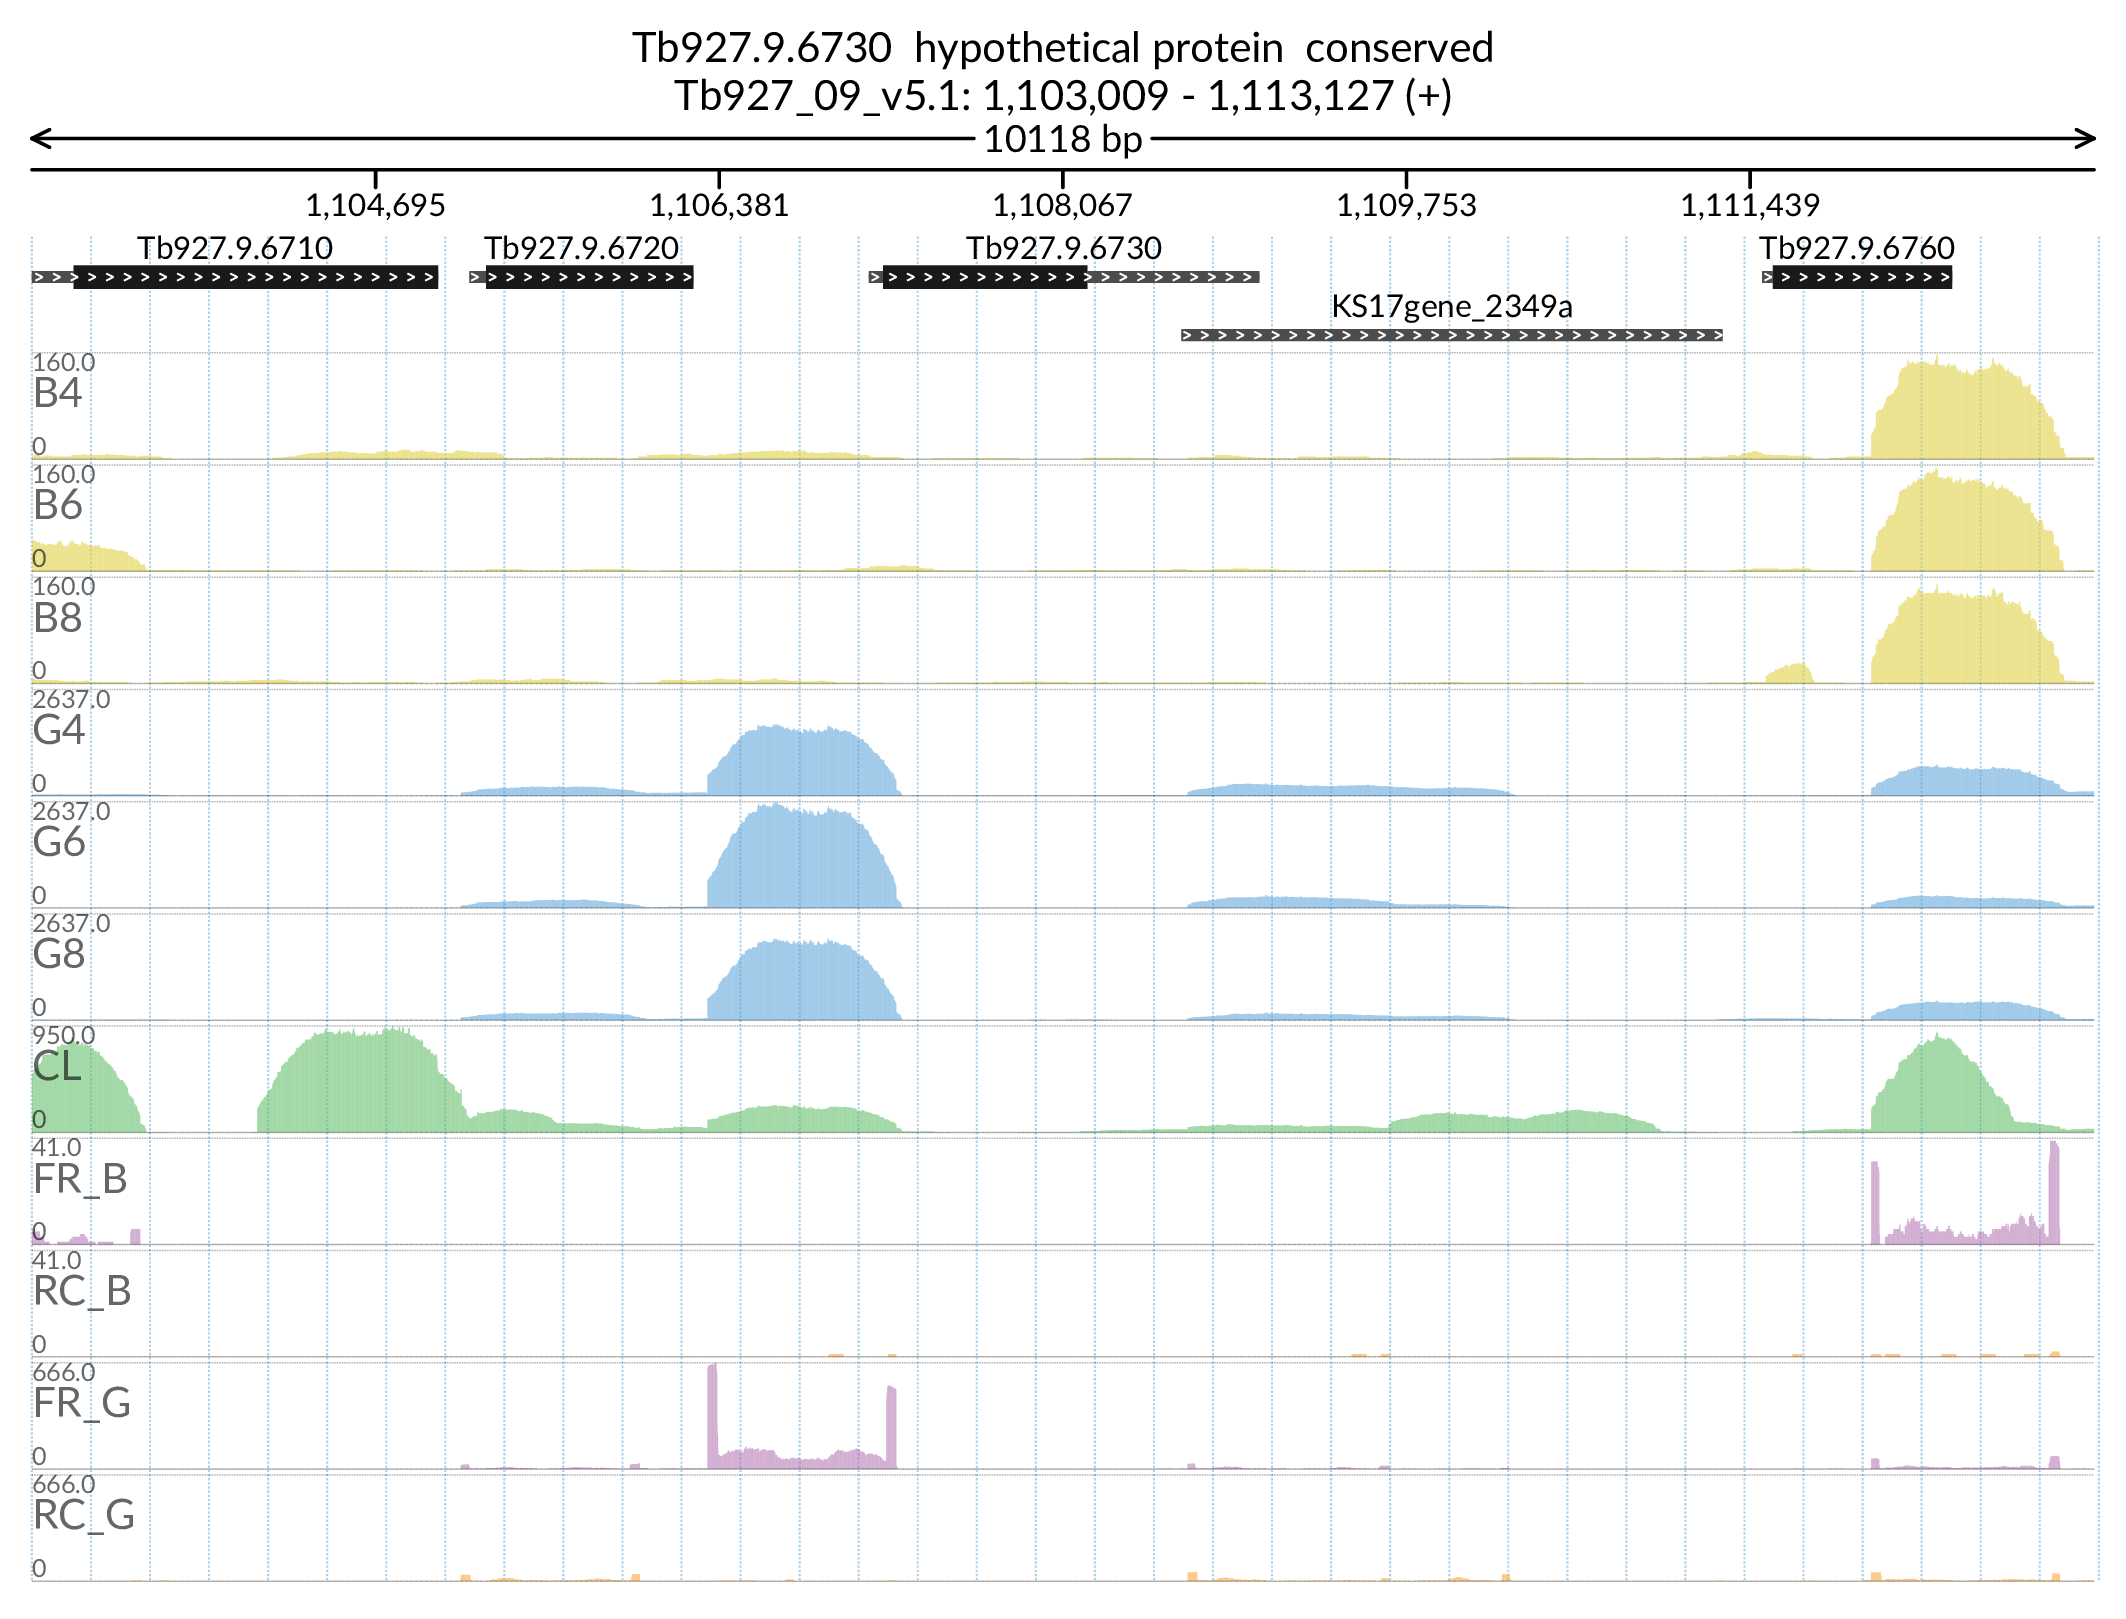 Tb927.9.6730  hypothetical protein  conserved
Tb927_09_v5.1: 1,103,009 - 1,113,127 (+)
10118 bp
1,104,695 1,106,381 1,108,067 1,109,753 1,111,439
Tb927.9.6710 Tb927.9.6720 Tb927.9.6730 Tb927.9.6760
KS17gene_2349a
160.0
B4
0
160.0
B6
0
160.0
B8
0
2637.0
G4
0
2637.0
G6
0
2637.0
G8
0
950.0
CL
0
41.0
FR_B
0
41.0
RC_B
0
666.0
FR_G
0
666.0
RC_G
0